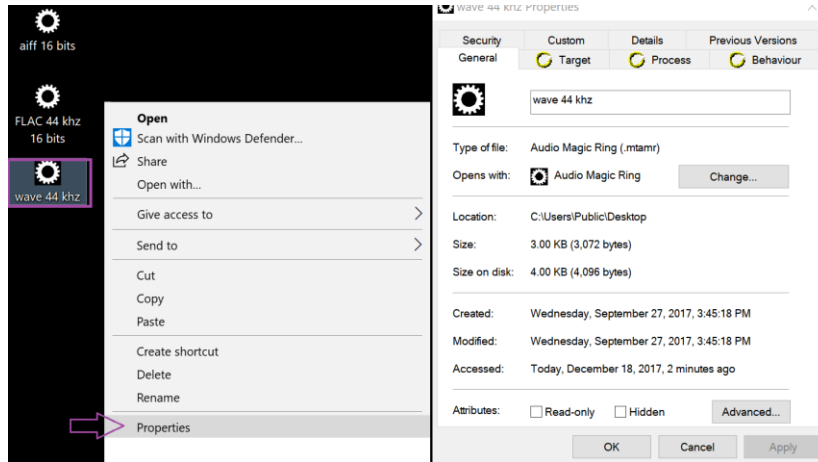 aiff 16 bits
FLAC 44 khz
16 bits
wave 44 khz
Open
Scan with Windows Defender...
Share
Open with...
Give access to
Send to
Cut
Copy
Paste
Create shortcut
Delete
Rename
Properties
wave 44 khz Properties
Security Custom Details Previous Versions
General Target Process Behaviour
wave 44 khz
Type of file: Audio Magic Ring (.mtamr)
Opens with: Audio Magic Ring Change...
Location: C:\Users\Public\Desktop
Size: 3.00 KB (3,072 bytes)
Size on disk: 4.00 KB (4,096 bytes)
Created: Wednesday, September 27, 2017, 3:45:18 PM
Modified: Wednesday, September 27, 2017, 3:45:18 PM
Accessed: Today, December 18, 2017, 2 minutes ago
Attributes: Read-only Hidden Advanced...
OK Cancel Apply